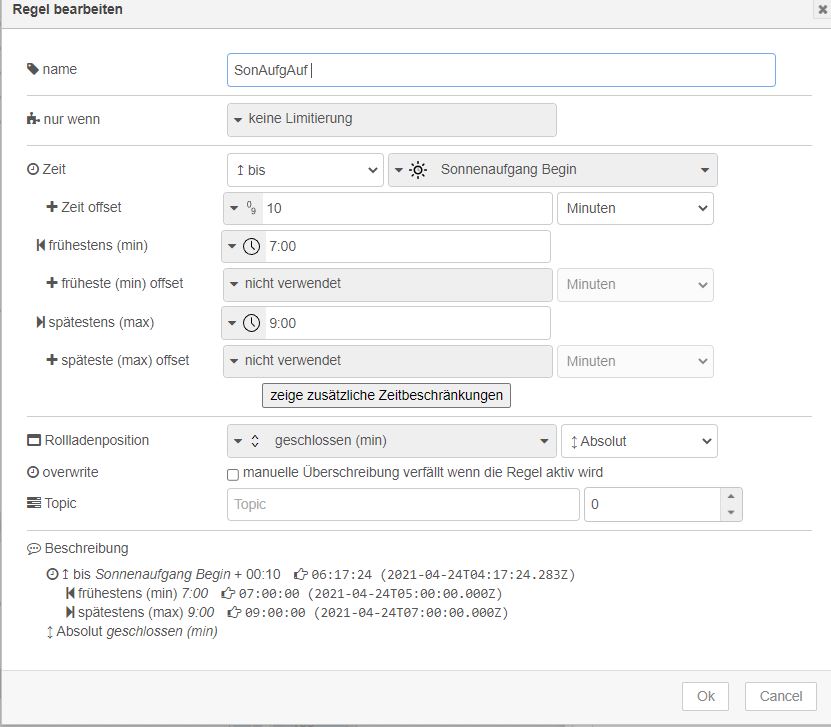 Regel bearbeiten
name SonAufgAuf
nur wenn keine Limitierung
Zeit ↥ bis Sonnenaufgang Begin
Zeit offset 10 Minuten
frühestens (min) 7:00
früheste (min) offset nicht verwendet Minuten
spätestens (max) 9:00
späteste (max) offset nicht verwendet Minuten
zeige zusätzliche Zeitbeschränkungen
Rollladenposition geschlossen (min) ↨ Absolut
overwrite manuelle Überschreibung verfällt wenn die Regel aktiv wird
Topic Topic 0
Beschreibung
↥ bis Sonnenaufgang Begin + 00:10 06:17:24 (2021-04-24T04:17:24.283Z)
frühestens (min) 7:00 07:00:00 (2021-04-24T05:00:00.000Z)
spätestens (max) 9:00 09:00:00 (2021-04-24T07:00:00.000Z)
↨ Absolut geschlossen (min)
Ok Cancel